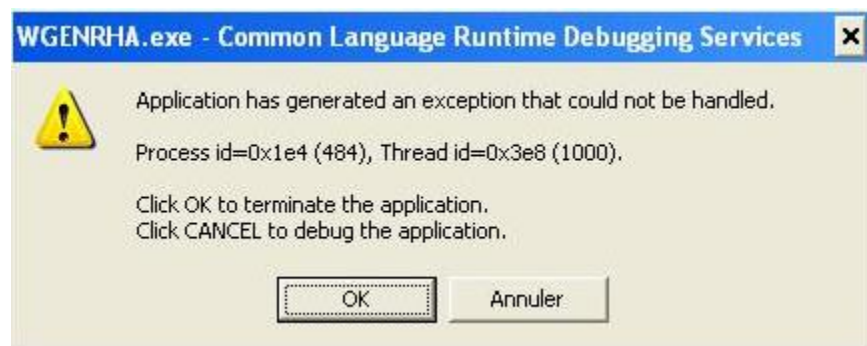 WGENRHA.exe - Common Language Runtime Debugging Services
Application has generated an exception that could not be handled.
Process id=0x1e4 (484), Thread id=0x3e8 (1000).
Click OK to terminate the application.
Click CANCEL to debug the application.
OK Annuler